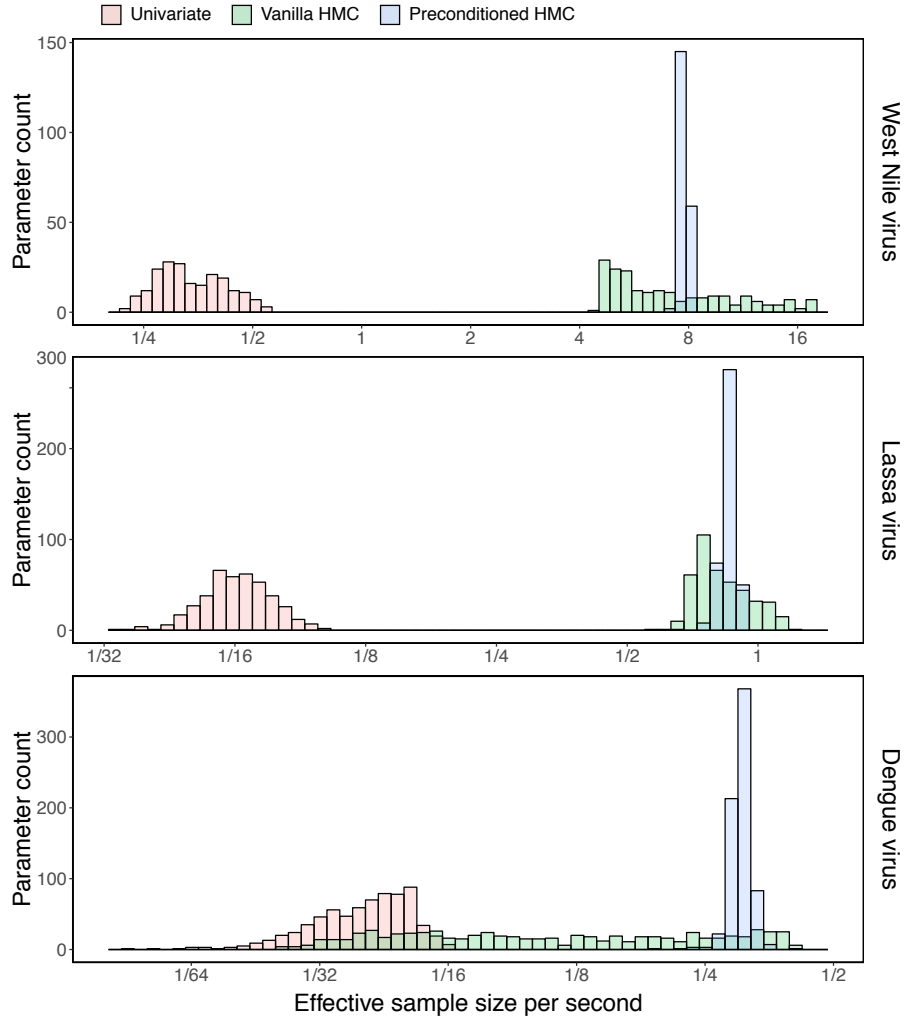 Univariate Vanilla HMC Preconditioned HMC
150
100
50
0
Parameter count
West Nile virus
1/4 1/2 1 2 4 8 16
300
200
100
0
Parameter count
Lassa virus
1/32 1/16 1/8 1/4 1/2 1
300
200
100
0
Parameter count
Dengue virus
1/64 1/32 1/16 1/8 1/4 1/2
Effective sample size per second